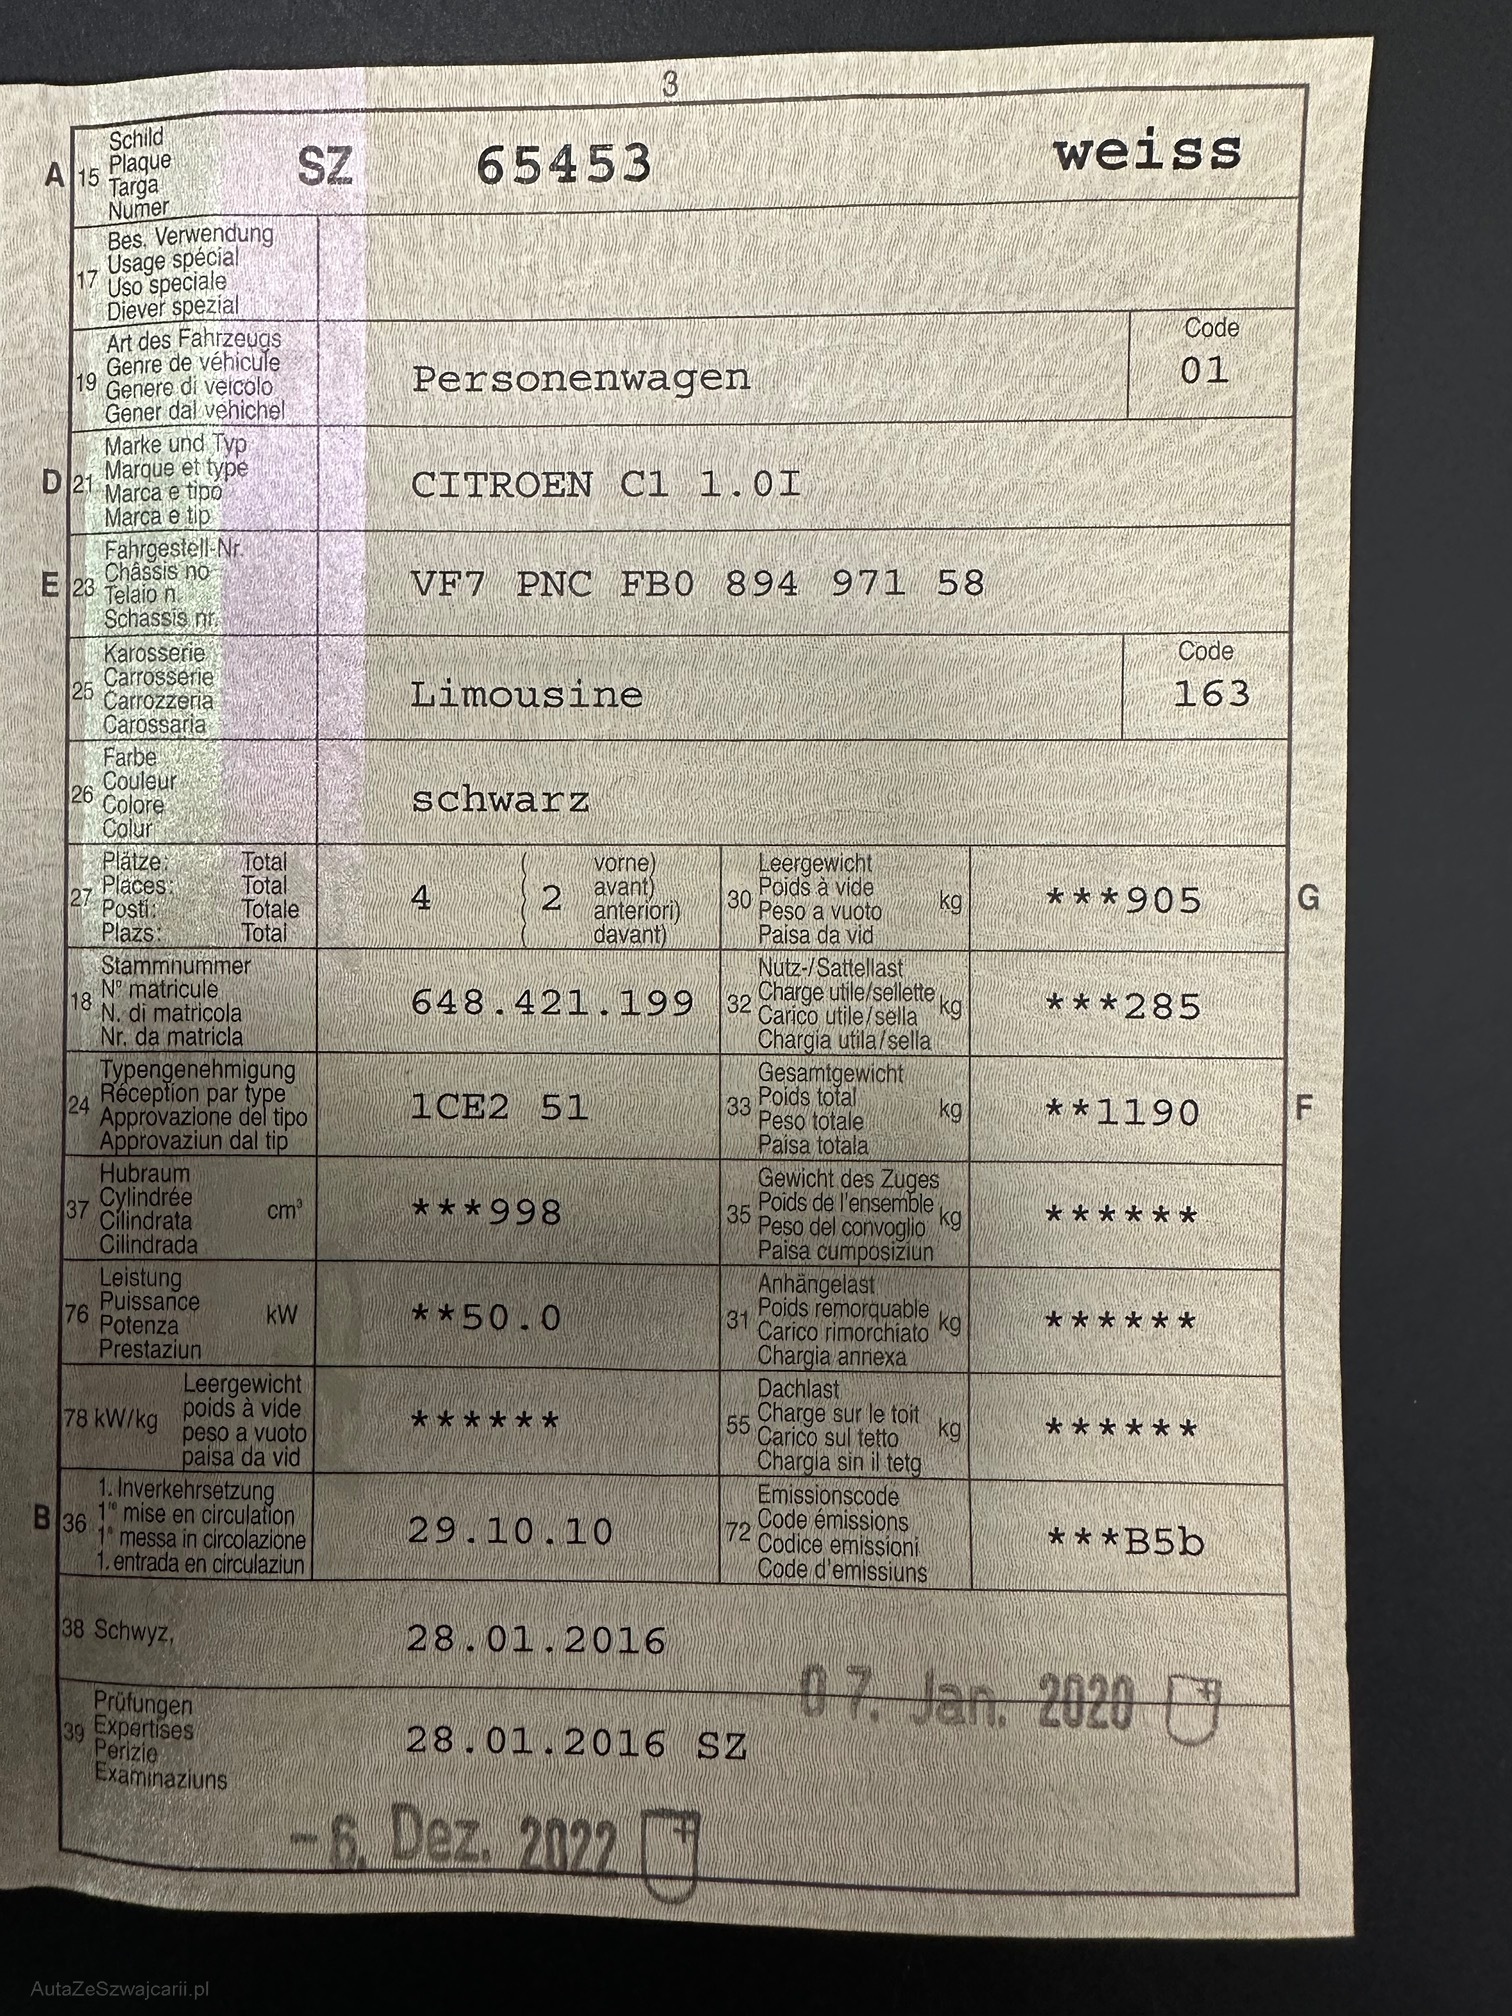 3
A 15 Schild SZ 65453 weiss
Plaque
Targa
Numer
17 Bes. Verwendung
Usage spécial
Uso speciale
Diever spezial
19 Art des Fahrzeugs Personenwagen Code
Genre de véhicule 01
Genere di veicolo
Gener dal vehichel
D 21 Marke und Typ CITROEN C1 1.0I
Marque et type
Marca e tipo
Marca e tip
E 23 Fahrgestell-Nr. VF7 PNC FB0 894 971 58
Châssis no
Telaio n.
Schassis nr.
25 Karosserie Limousine Code
Carrosserie 163
Carrozzeria
Carossaria
26 Farbe schwarz
Couleur
Colore
Colur
27 Plätze: Total 4 ( 2 vorne)
Places: Total ( avant)
Posti: Totale ( anteriori)
Plazs: Total ( davant)
30 Leergewicht kg ***905 G
Poids à vide
Peso a vuoto
Paisa da vid
18 Stammnummer 648.421.199
N° matricule
N. di matricola
Nr. da matricla
32 Nutz-/Sattellast kg ***285
Charge utile/sellette
Carico utile/sella
Chargia utila/sella
24 Typengenehmigung 1CE2 51
Réception par type
Approvazione del tipo
Approvaziun dal tip
33 Gesamtgewicht kg **1190 F
Poids total
Peso totale
Paisa totala
37 Hubraum cm³ ***998
Cylindrée
Cilindrata
Cilindrada
35 Gewicht des Zuges kg ******
Poids de l'ensemble
Peso del convoglio
Paisa cumposiziun
76 Leistung kW **50.0
Puissance
Potenza
Prestaziun
31 Anhängelast kg ******
Poids remorquable
Carico rimorchiato
Chargia annexa
78 kW/kg Leergewicht ******
poids à vide
peso a vuoto
paisa da vid
55 Dachlast kg ******
Charge sur le toit
Carico sul tetto
Chargia sin il tetg
B 36 1. Inverkehrsetzung 29.10.10
1re mise en circulation
1a messa in circolazione
1. entrada en circulaziun
72 Emissionscode ***B5b
Code émissions
Codice emissioni
Code d'emissiuns
38 Schwyz, 28.01.2016
07. Jan. 2020
39 Prüfungen 28.01.2016 SZ
Expertises
Perizie
Examinaziuns
-6. Dez. 2022
AutaZeSzwajcarii.pl